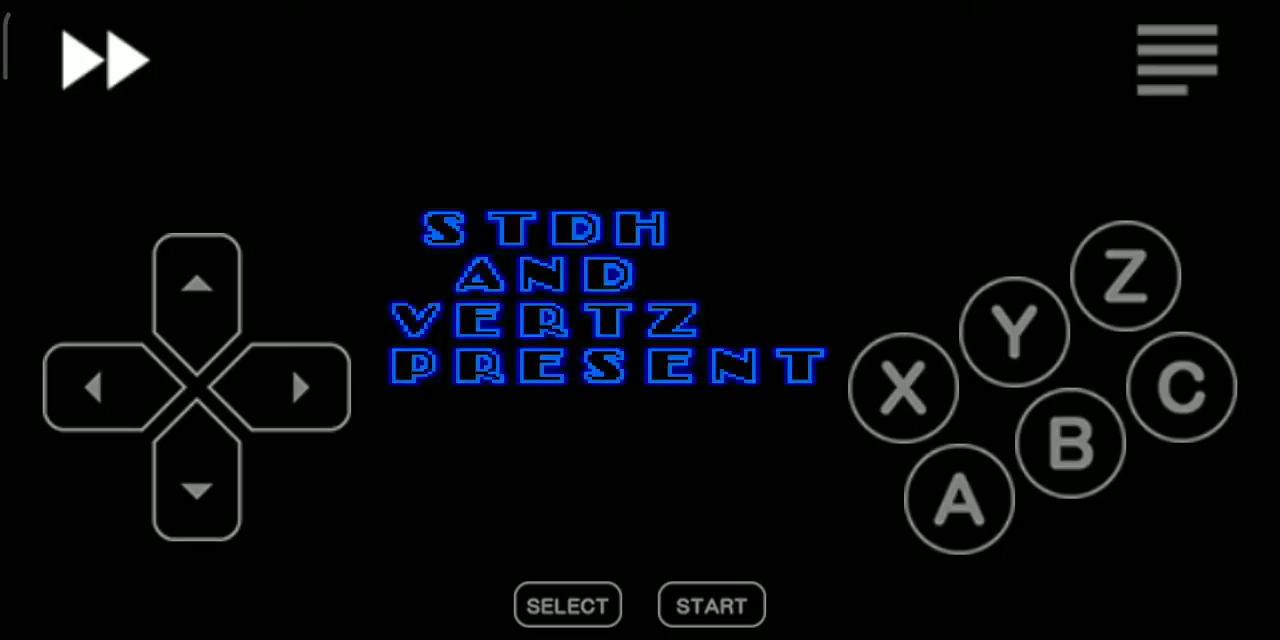 STDH
AND
VERTZ
PRESENT
Z
Y
X
C
B
A
SELECT
START